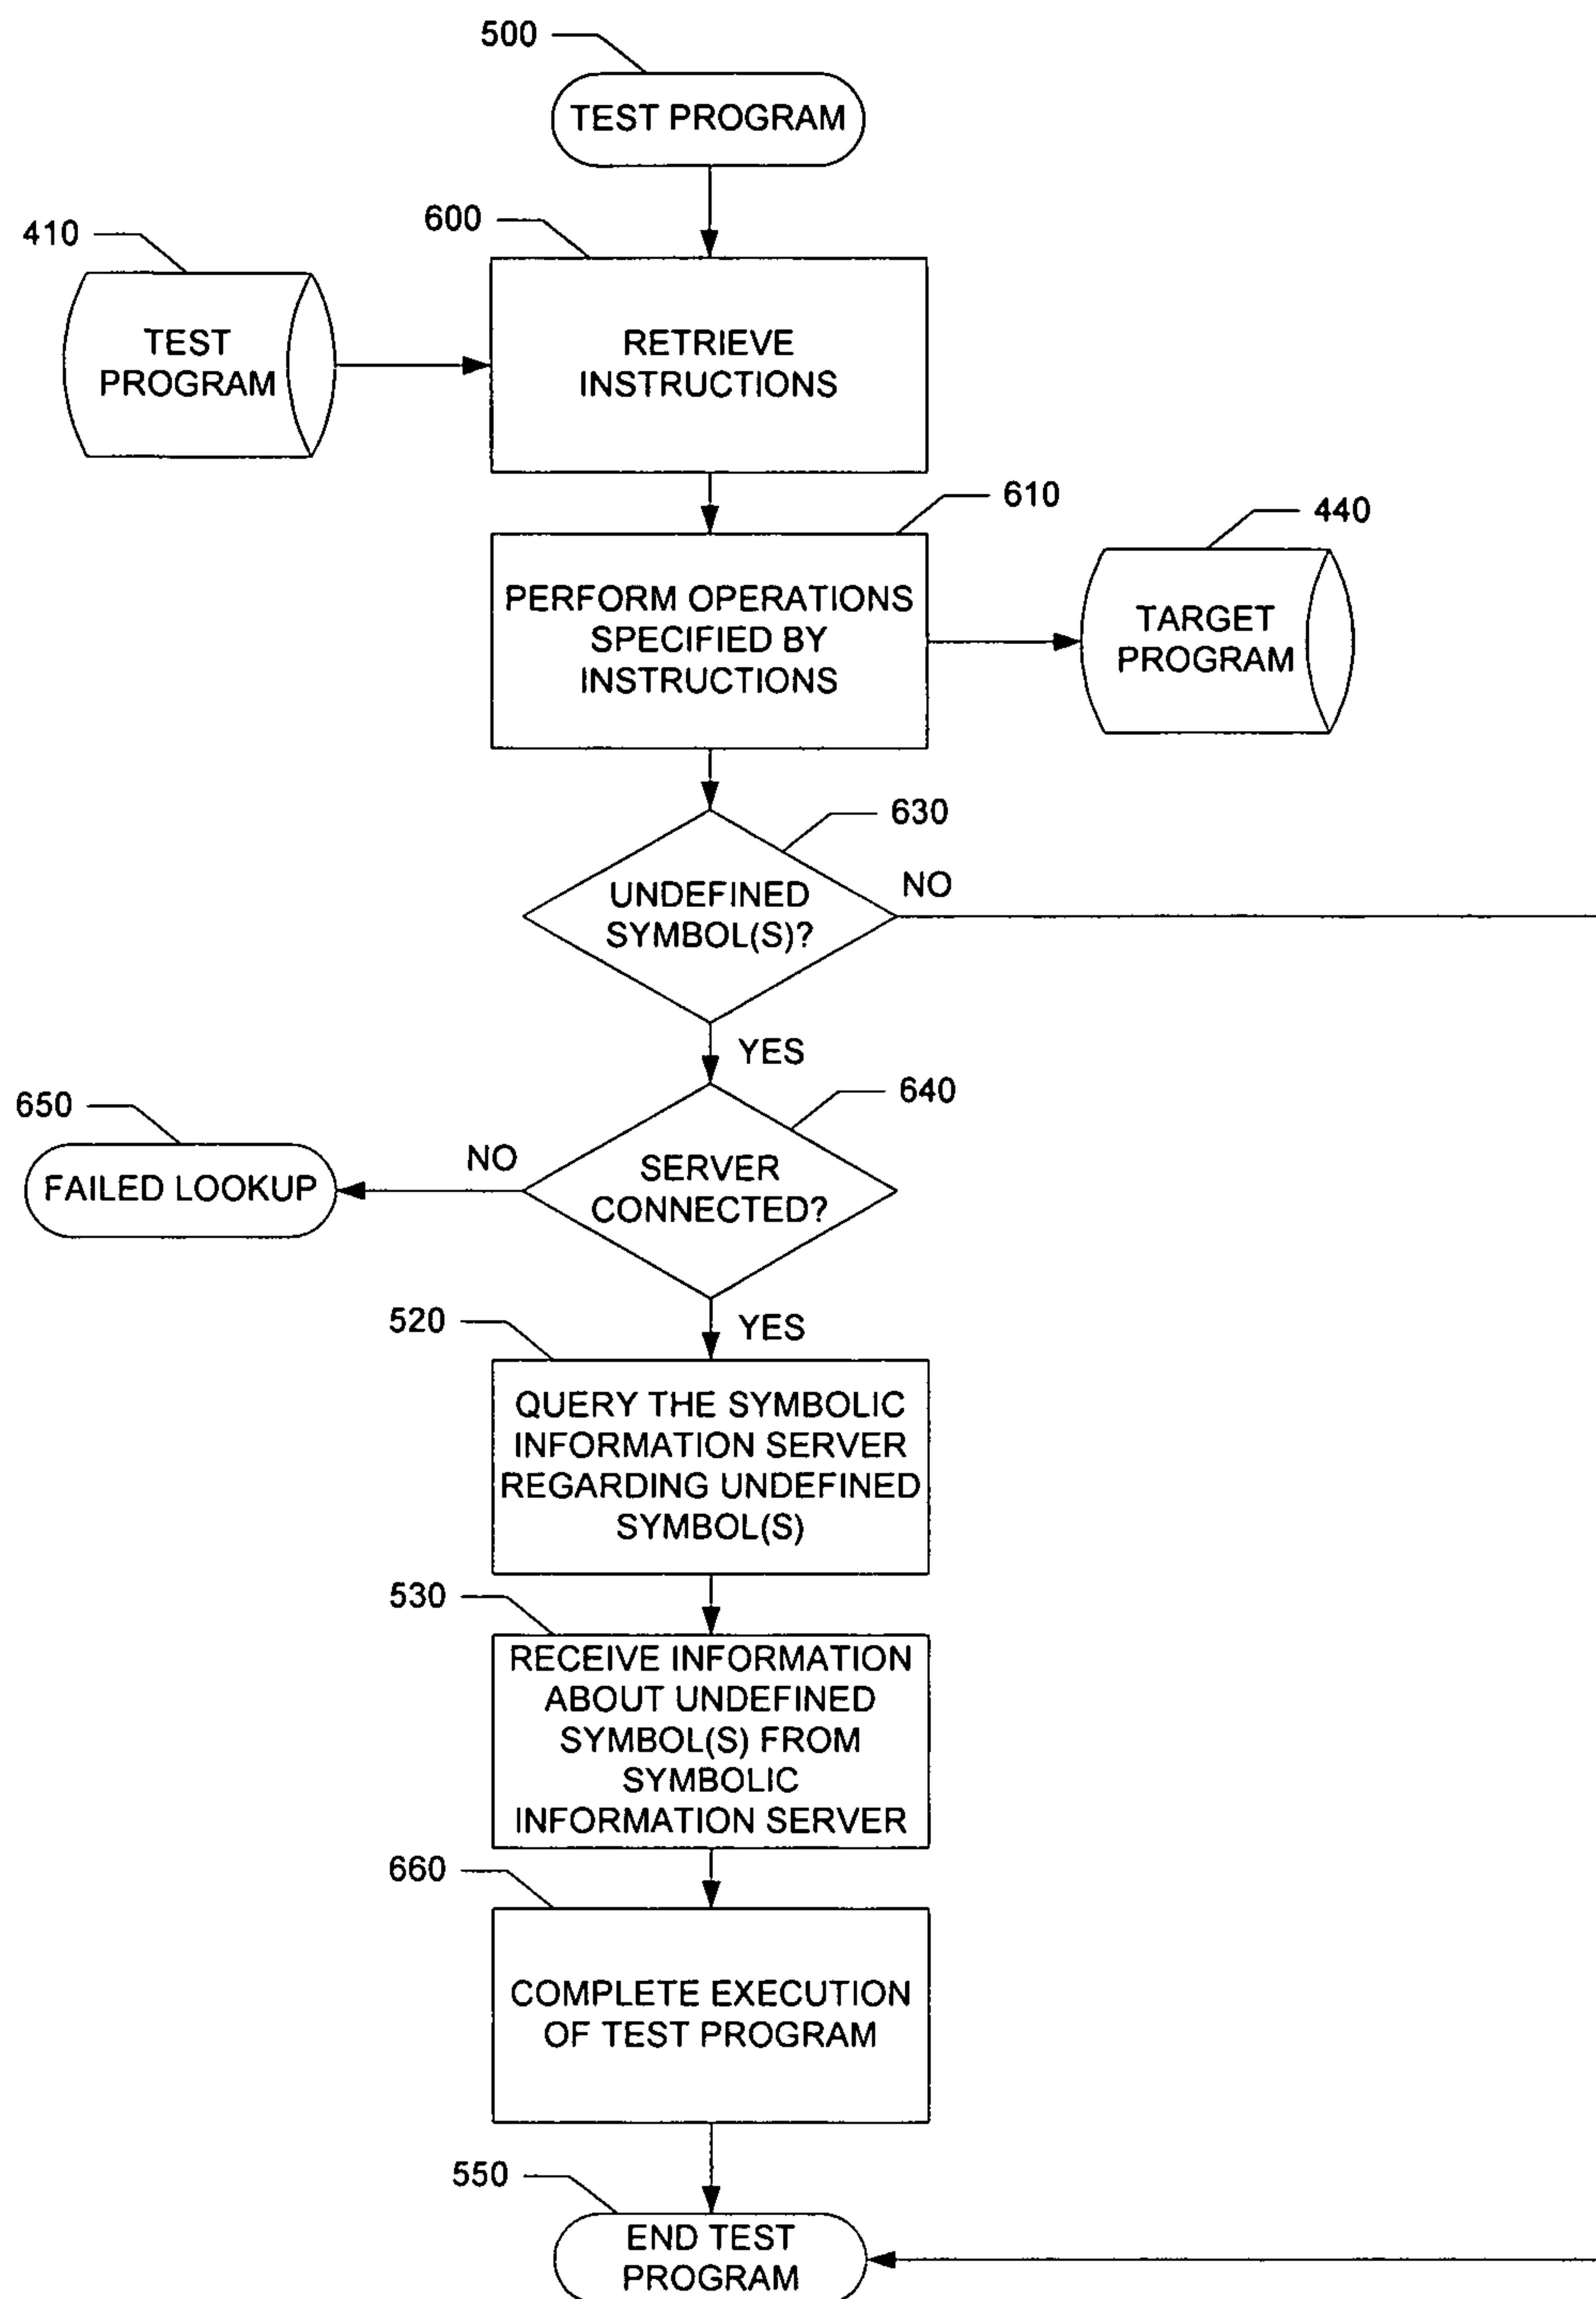 500
TEST PROGRAM
600
410
TEST
PROGRAM
RETRIEVE
INSTRUCTIONS
610
440
PERFORM OPERATIONS
SPECIFIED BY
INSTRUCTIONS
TARGET
PROGRAM
630
UNDEFINED
SYMBOL(S)?
NO
YES
640
650
FAILED LOOKUP
NO
SERVER
CONNECTED?
520
YES
QUERY THE SYMBOLIC
INFORMATION SERVER
REGARDING UNDEFINED
SYMBOL(S)
530
RECEIVE INFORMATION
ABOUT UNDEFINED
SYMBOL(S) FROM
SYMBOLIC
INFORMATION SERVER
660
COMPLETE EXECUTION
OF TEST PROGRAM
550
END TEST
PROGRAM